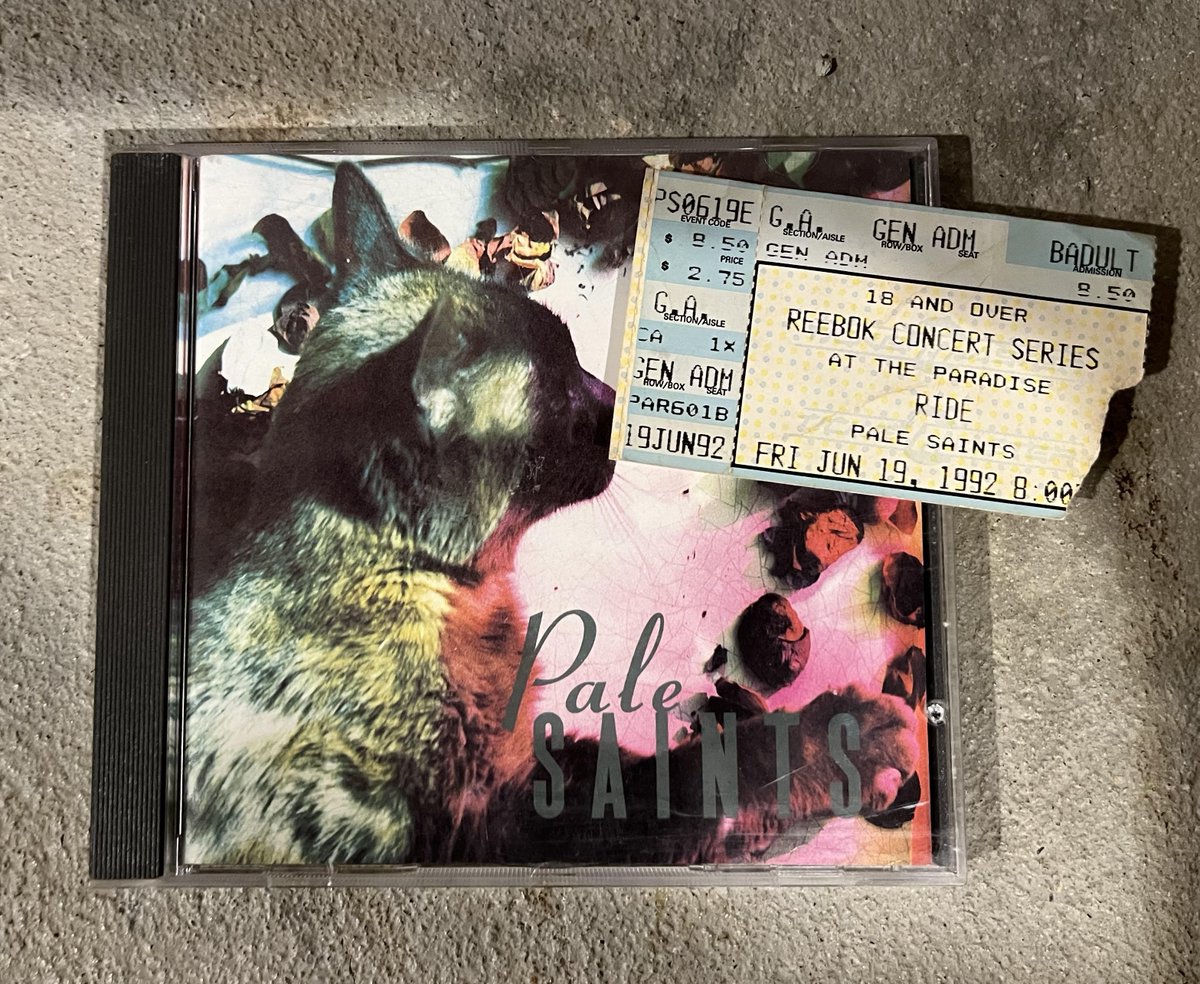 Pale
SAINTS
PS0619E
EVENT CODE
$ 8.50
PRICE
$ 2.75
G.A.
SECTION/AISLE
CA 1X
GEN ADM
ROW/BOX SEAT
PAR601B
19JUN92
G.A. GEN ADM BADULT
SECTION/AISLE ROW/BOX SEAT ADMISSION
GEN ADM 8.50
18 AND OVER
REEBOK CONCERT SERIES
AT THE PARADISE
RIDE
PALE SAINTS
FRI JUN 19, 1992 8:00